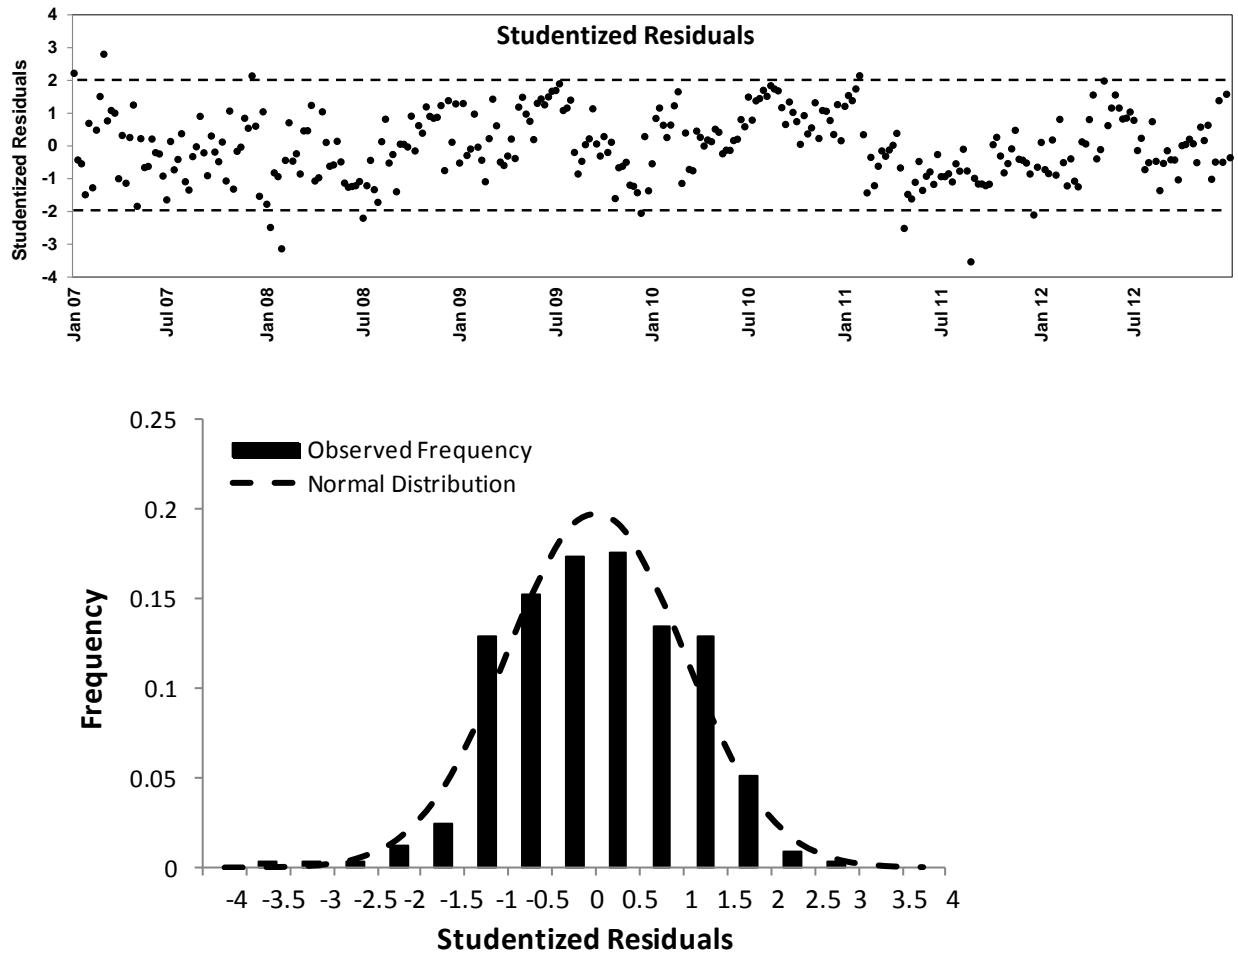 Studentized Residuals
Studentized Residuals
4
3
2
1
0
-1
-2
-3
-4
Jan 07
Jul 07
Jan 08
Jul 08
Jan 09
Jul 09
Jan 10
Jul 10
Jan 11
Jul 11
Jan 12
Jul 12
Observed Frequency
Normal Distribution
Frequency
0.25
0.2
0.15
0.1
0.05
0
-4 -3.5 -3 -2.5 -2 -1.5 -1 -0.5 0 0.5 1 1.5 2 2.5 3 3.5 4
Studentized Residuals